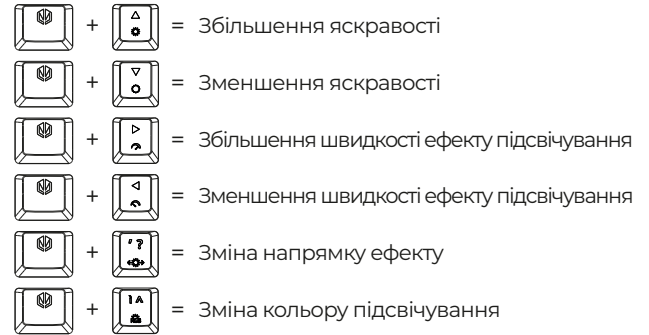 + = Збільшення яскравості
+ = Зменшення яскравості
+ = Збільшення швидкості ефекту підсвічування
+ = Зменшення швидкості ефекту підсвічування
+ ' ? = Зміна напрямку ефекту
+ = Зміна кольору підсвічування